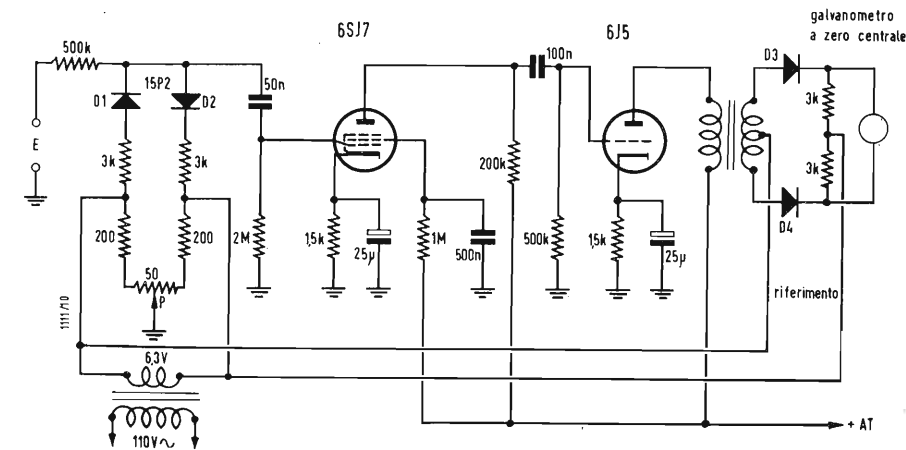 galvanometro
a zero centrale
6SJ7
6J5
500k
15P2
D1
D2
50n
100n
D3
3k
3k
E
3k
3k
200k
200
200
2M
1,5k
25µ
1M
500n
500k
1,5k
25µ
D4
50
P
riferimento
1111/10
6,3V
110V~
+ AT